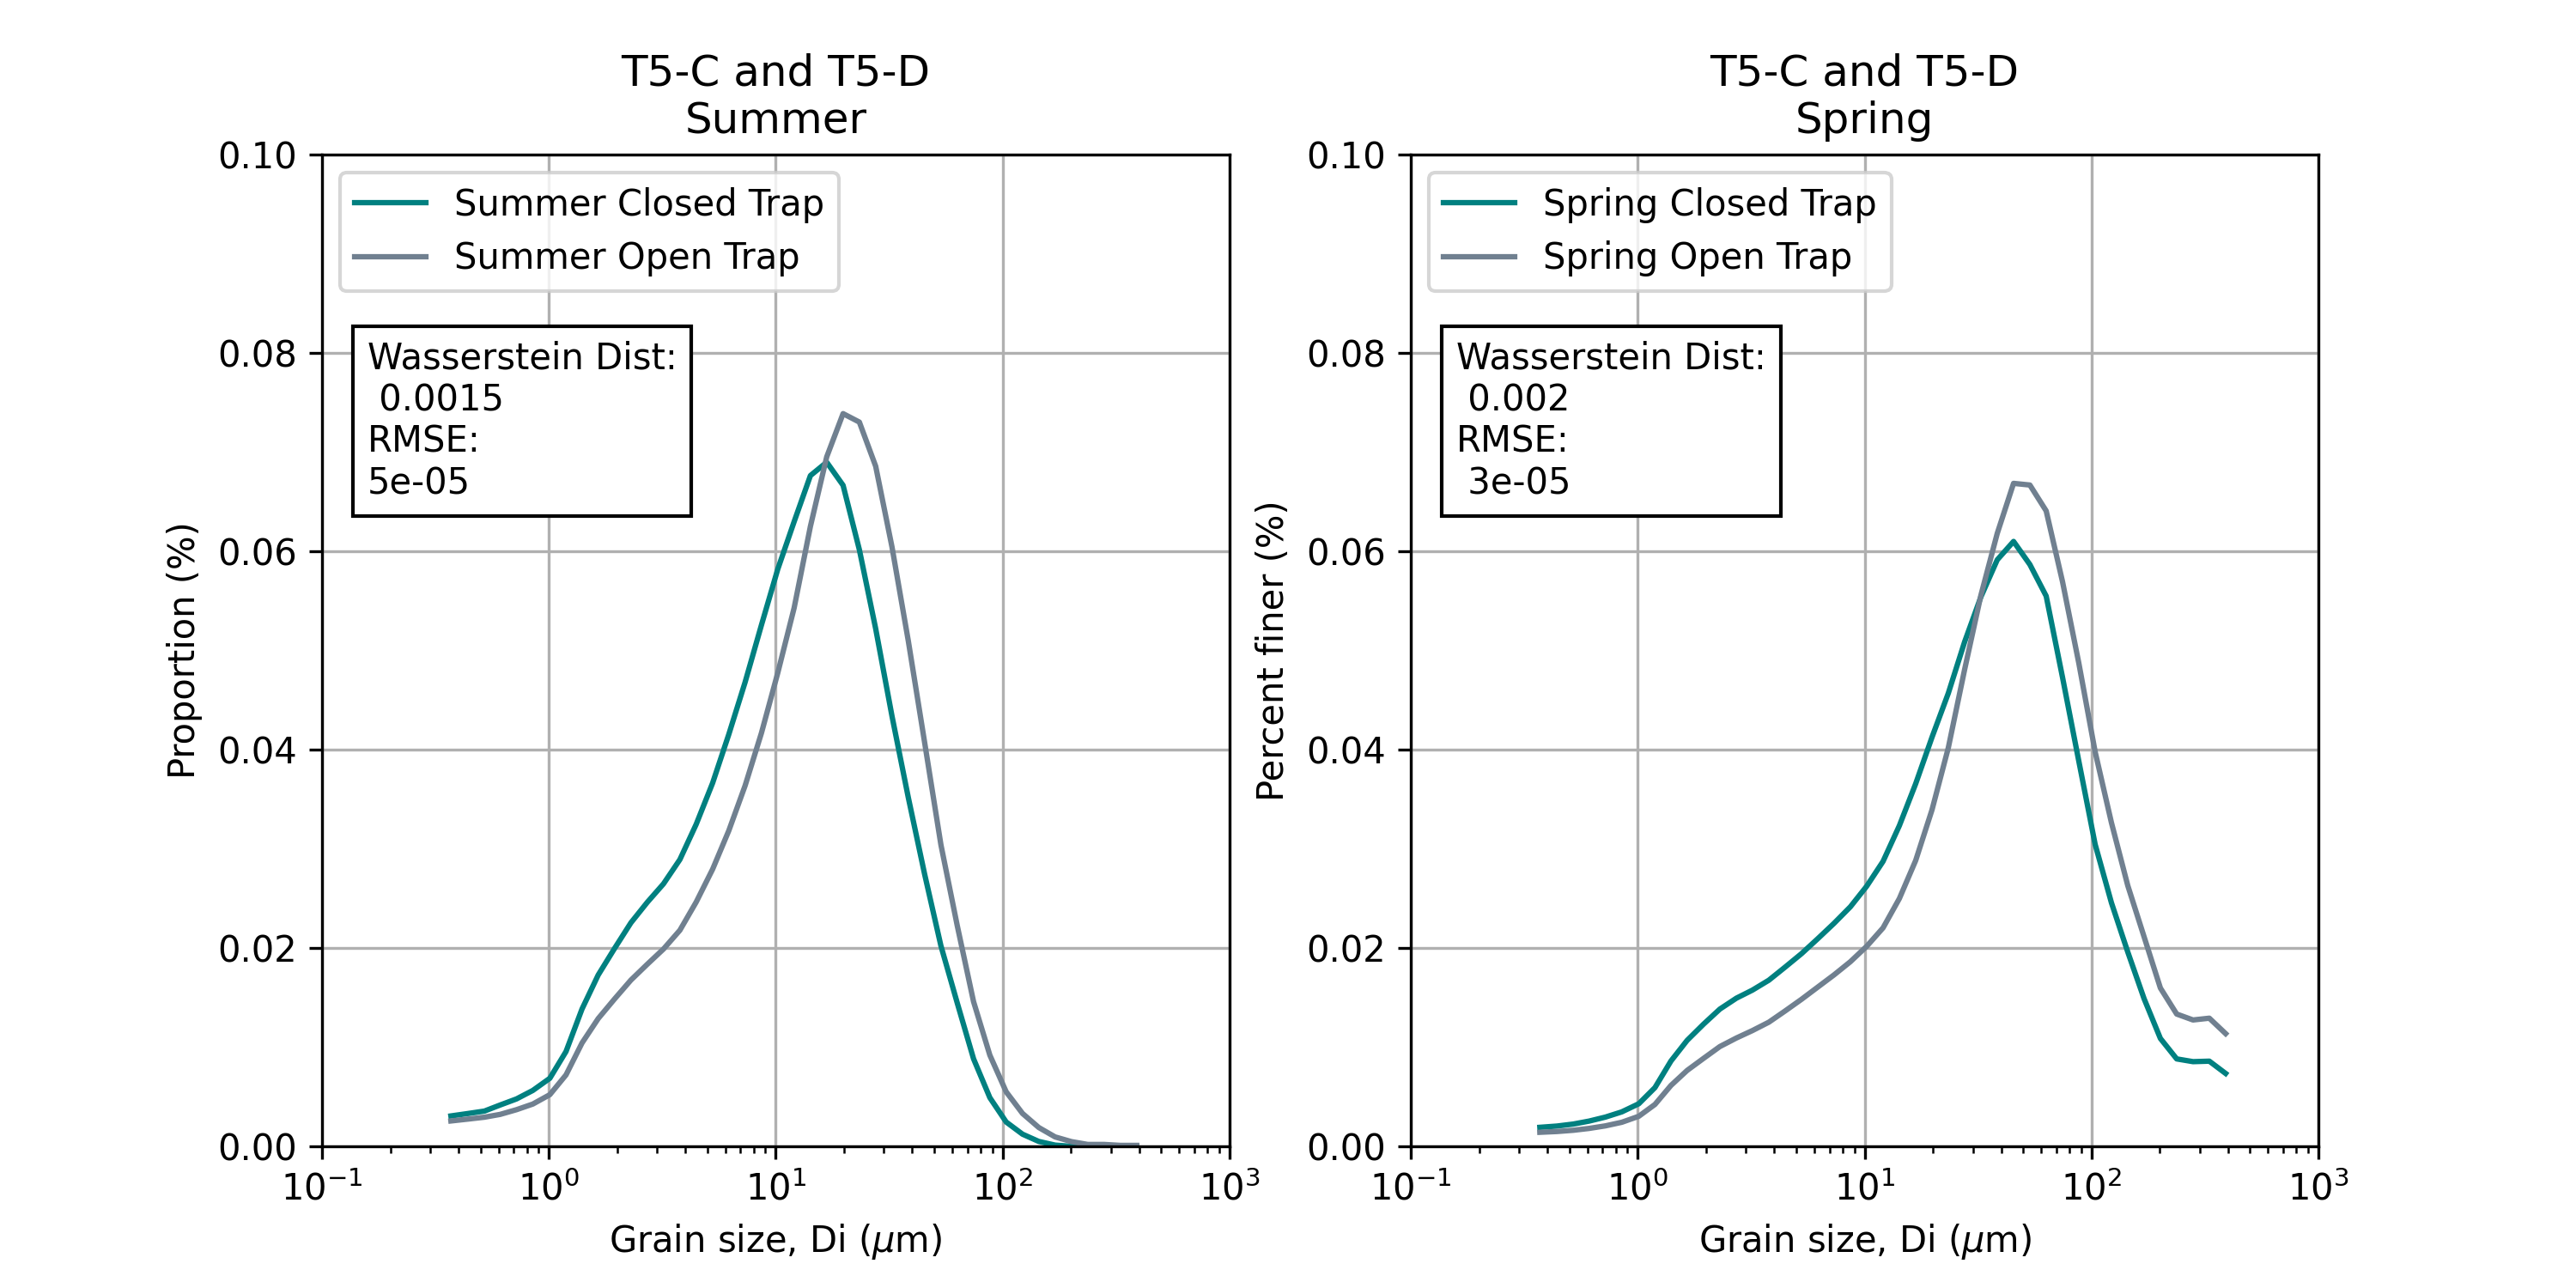 T5-C and T5-D
Summer
0.10
0.08
0.06
0.04
0.02
0.00
Proportion (%)
Summer Closed Trap
Summer Open Trap
Wasserstein Dist:
0.0015
RMSE:
5e-05
10⁻¹
10⁰
10¹
10²
10³
Grain size, Di (μm)
T5-C and T5-D
Spring
0.10
0.08
0.06
0.04
0.02
0.00
Percent finer (%)
Spring Closed Trap
Spring Open Trap
Wasserstein Dist:
0.002
RMSE:
3e-05
10⁻¹
10⁰
10¹
10²
10³
Grain size, Di (μm)